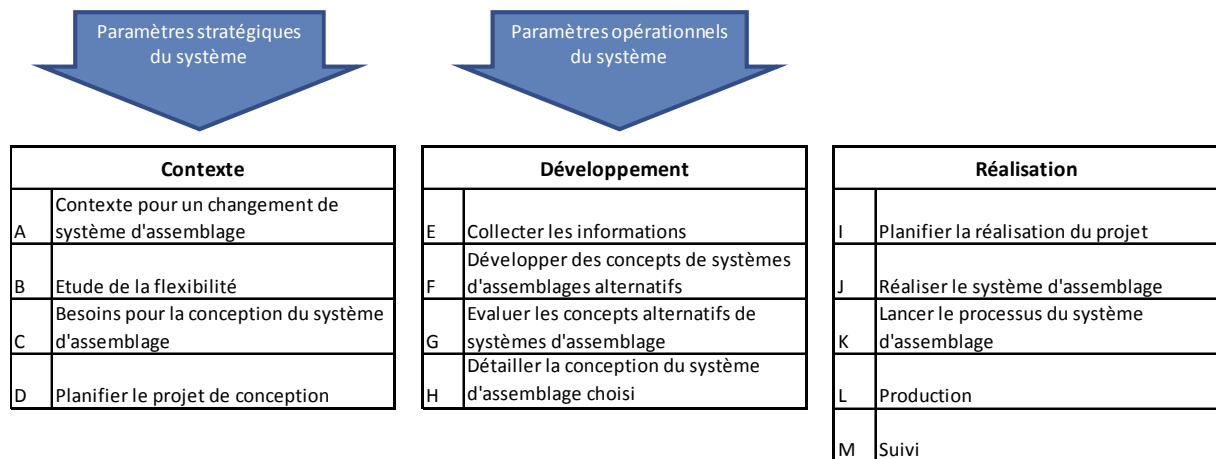 Paramètres stratégiques
du système
Paramètres opérationnels
du système
Contexte
A Contexte pour un changement de
système d'assemblage
B Etude de la flexibilité
C Besoins pour la conception du système
d'assemblage
D Planifier le projet de conception
Développement
E Collecter les informations
F Développer des concepts de systèmes
d'assemblages alternatifs
G Evaluer les concepts alternatifs de
systèmes d'assemblage
H Détailler la conception du système
d'assemblage choisi
Réalisation
I Planifier la réalisation du projet
J Réaliser le système d'assemblage
K Lancer le processus du système
d'assemblage
L Production
M Suivi